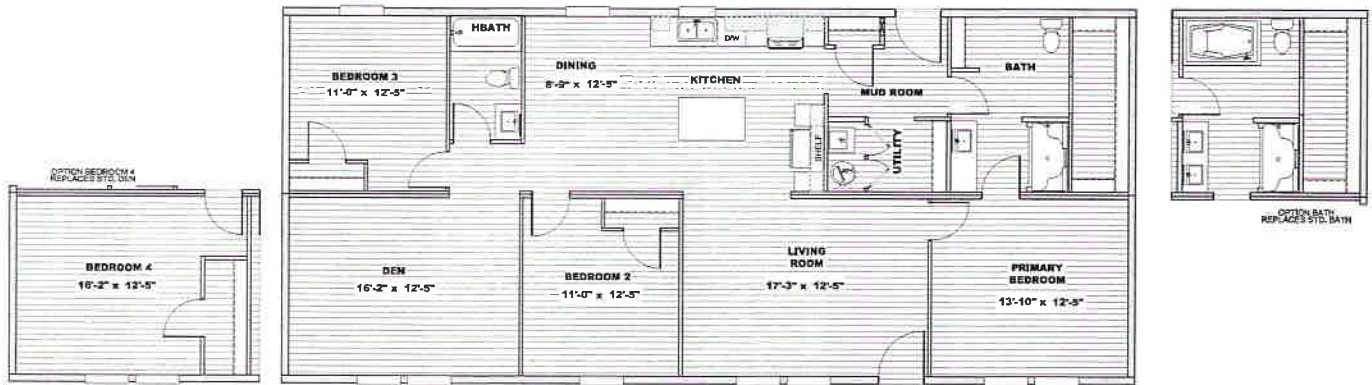 HBATH
BEDROOM 3
11'-0" x 12'-5"
DINING
8'-9" x 12'-5"
KITCHEN
D/W
MUD ROOM
BATH
UTILITY
SHELF
OPTION BEDROOM 4
REPLACES STD. DEN
BEDROOM 4
16'-2" x 12'-5"
DEN
16'-2" x 12'-5"
BEDROOM 2
11'-0" x 12'-5"
LIVING
ROOM
17'-3" x 12'-5"
PRIMARY
BEDROOM
13'-10" x 12'-5"
OPTION BATH
REPLACES STD. BATH